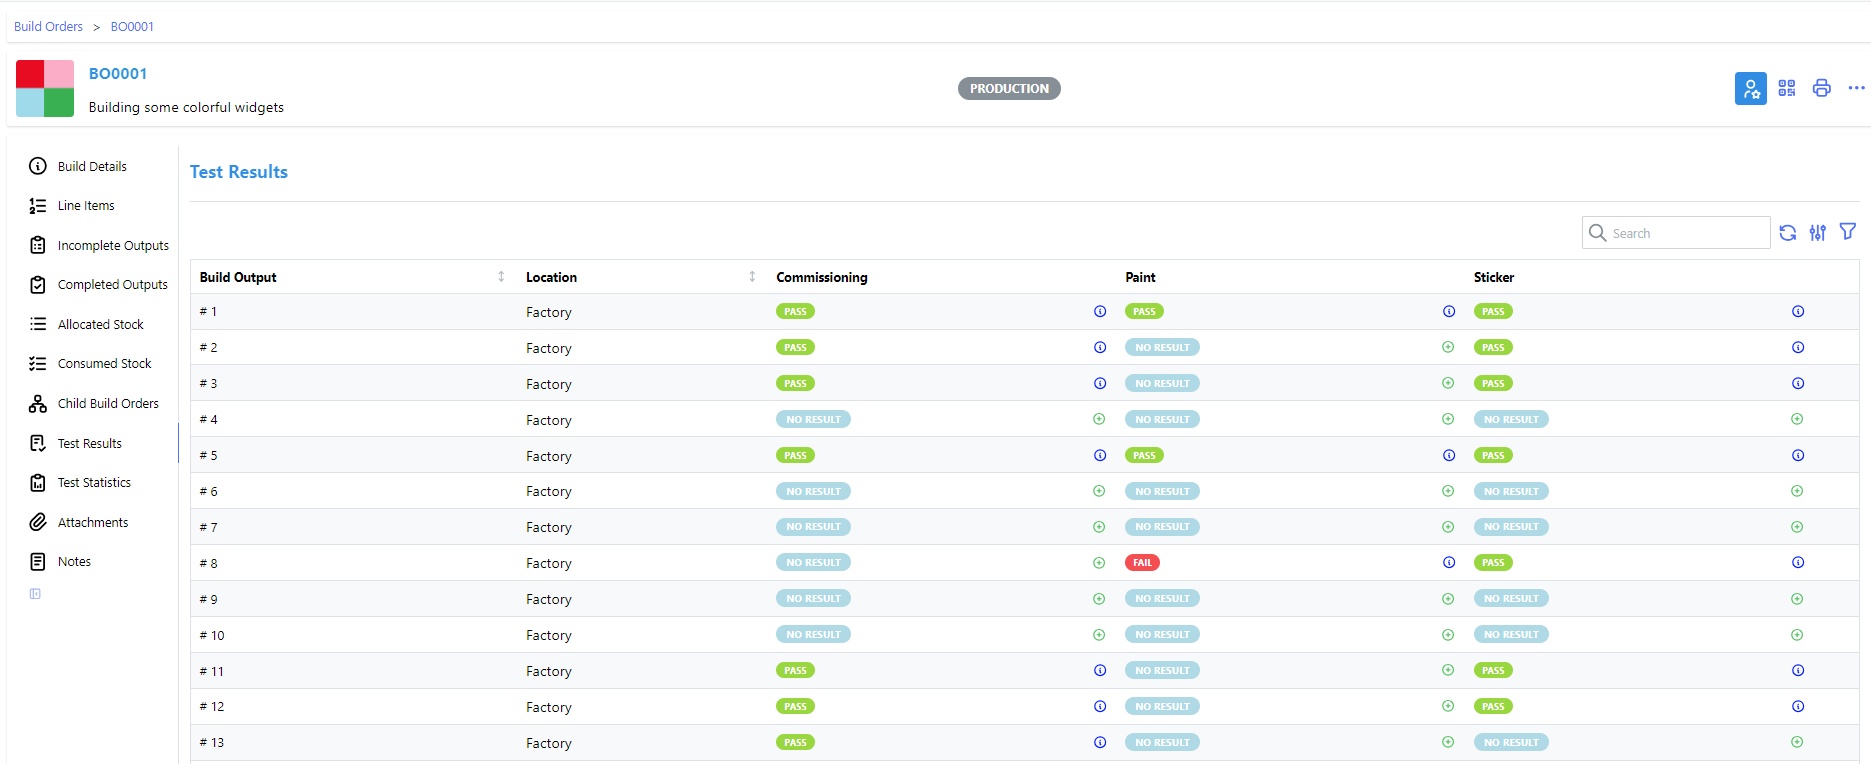 Build Orders > BO0001
BO0001
Building some colorful widgets
PRODUCTION
Build Details
Line Items
Incomplete Outputs
Completed Outputs
Allocated Stock
Consumed Stock
Child Build Orders
Test Results
Test Statistics
Attachments
Notes
Test Results
Search
Build Output Location Commissioning Paint Sticker
# 1 Factory PASS PASS PASS
# 2 Factory PASS NO RESULT PASS
# 3 Factory PASS NO RESULT PASS
# 4 Factory NO RESULT NO RESULT NO RESULT
# 5 Factory PASS PASS PASS
# 6 Factory NO RESULT NO RESULT NO RESULT
# 7 Factory NO RESULT NO RESULT NO RESULT
# 8 Factory NO RESULT FAIL PASS
# 9 Factory NO RESULT NO RESULT NO RESULT
# 10 Factory NO RESULT NO RESULT NO RESULT
# 11 Factory PASS NO RESULT PASS
# 12 Factory PASS NO RESULT PASS
# 13 Factory PASS NO RESULT NO RESULT